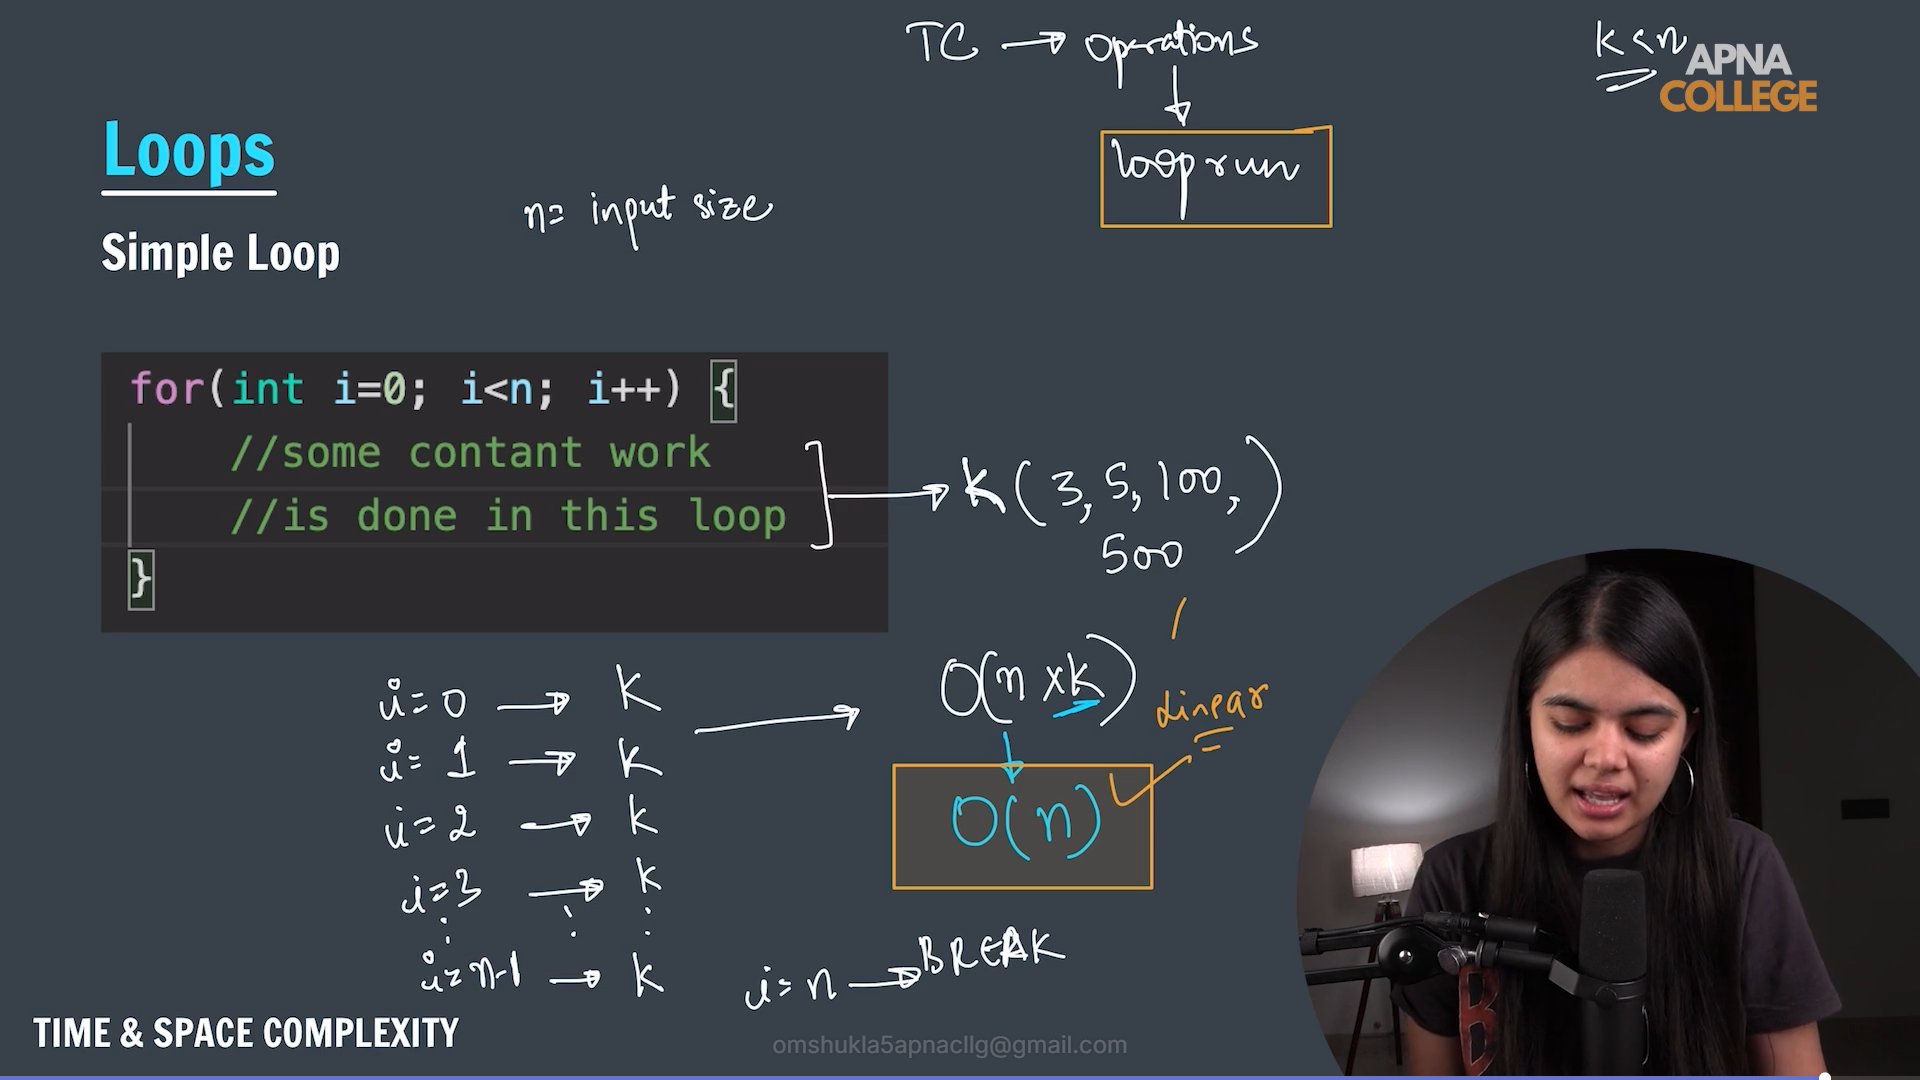 TC → operations
k<n
APNA
COLLEGE
loop run
Loops
n= input size
Simple Loop
for(int i=0; i<n; i++) {
//some contant work
//is done in this loop
}
→ k (3, 5, 100,
500)
i=0 → k
i=1 → k
i=2 → k
i=3 → k
i=n-1 → k
O(n×k)
Linear
O(n)
i=n → BREAK
TIME & SPACE COMPLEXITY
omshukla5apnacllg@gmail.com